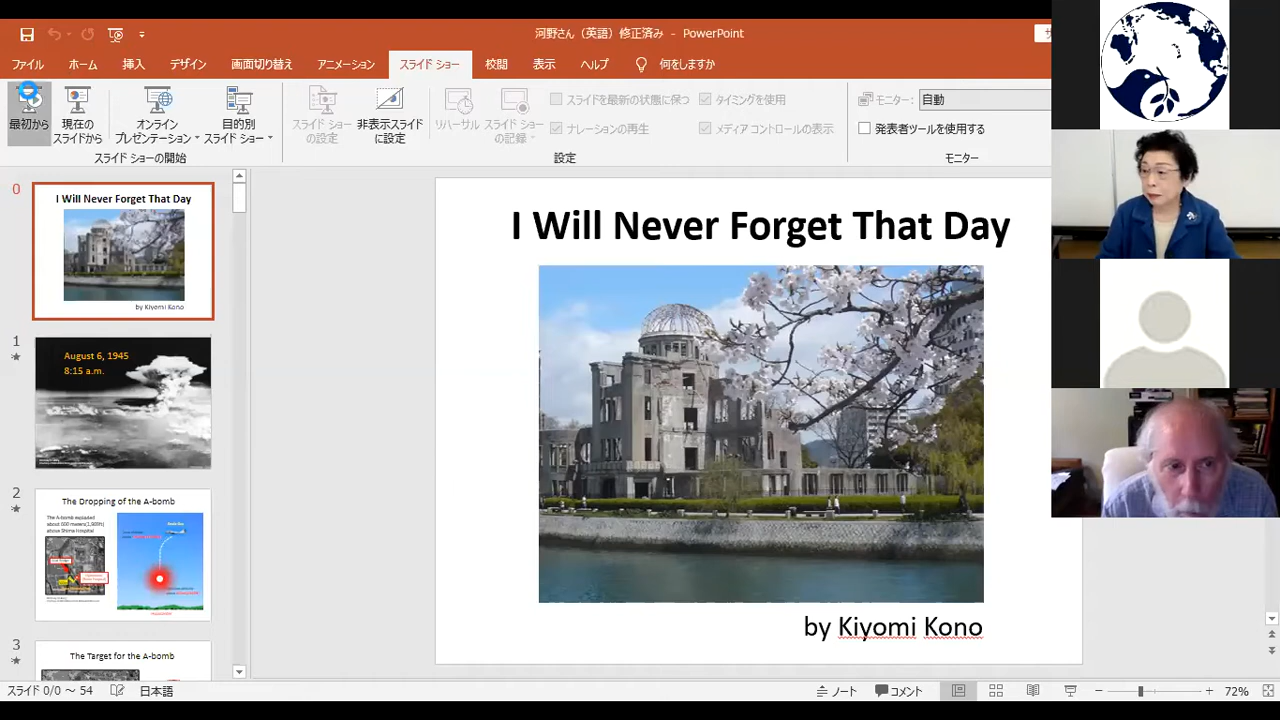 河野さん（英語）修正済み - PowerPoint
サ
ファイル ホーム 挿入 デザイン 画面切り替え アニメーション スライド ショー 校閲 表示 ヘルプ 何をしますか
最初から
現在の
スライドから
オンライン
プレゼンテーション
目的別
スライド ショー
スライド ショー
の設定
非表示スライド
に設定
リハーサル
スライド ショー
の記録
スライドを最新の状態に保つ
ナレーションの再生
タイミングを使用
メディア コントロールの表示
モニター: 自動
発表者ツールを使用する
スライド ショーの開始
設定
モニター
0
I Will Never Forget That Day
by Kiyomi Kono
1
August 6, 1945
8:15 a.m.
2
The Dropping of the A-bomb
The A-bomb exploded
about 600 meters(1,969ft)
above Shima Hospital
3
The Target for the A-bomb
I Will Never Forget That Day
by Kiyomi Kono
スライド 0/0 ～ 54
日本語
ノート
コメント
72%